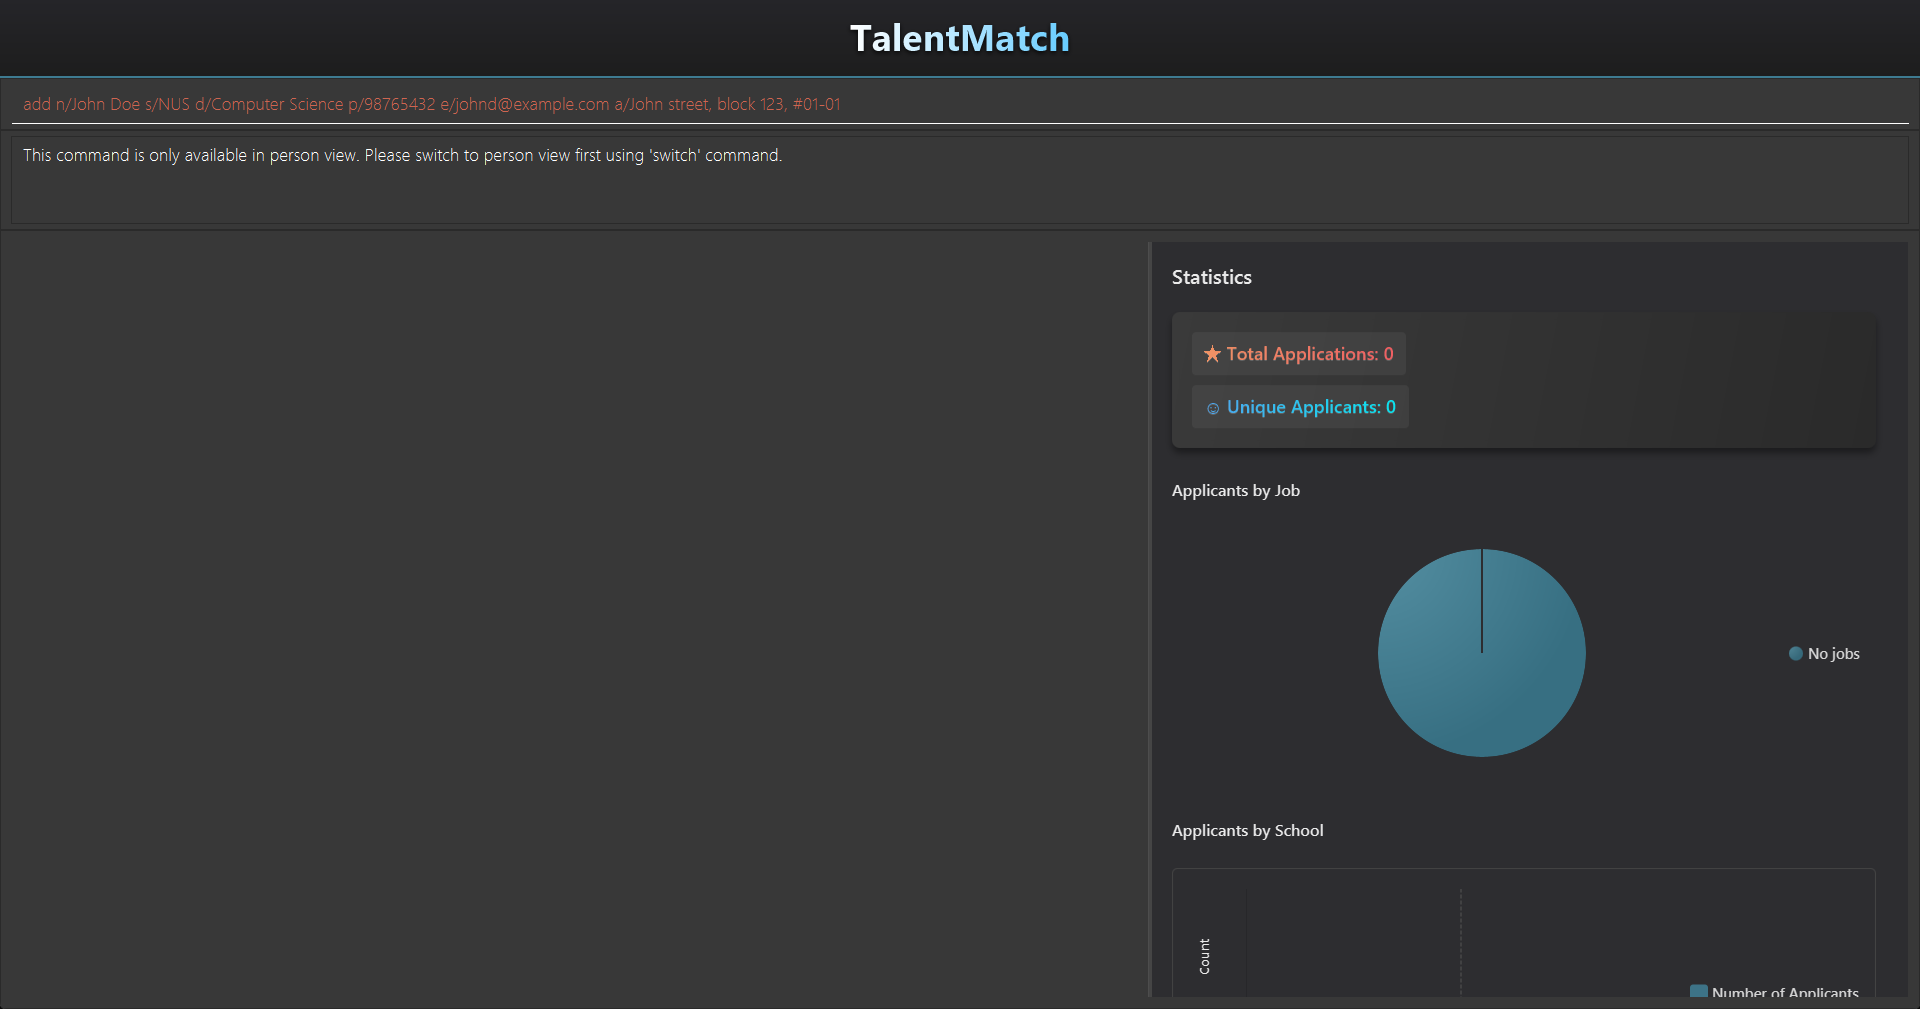 TalentMatch
add n/John Doe s/NUS d/Computer Science p/98765432 e/johnd@example.com a/John street, block 123, #01-01
This command is only available in person view. Please switch to person view first using 'switch' command.
Statistics
★ Total Applications: 0
☺ Unique Applicants: 0
Applicants by Job
No jobs
Applicants by School
Count
Number of Applicants